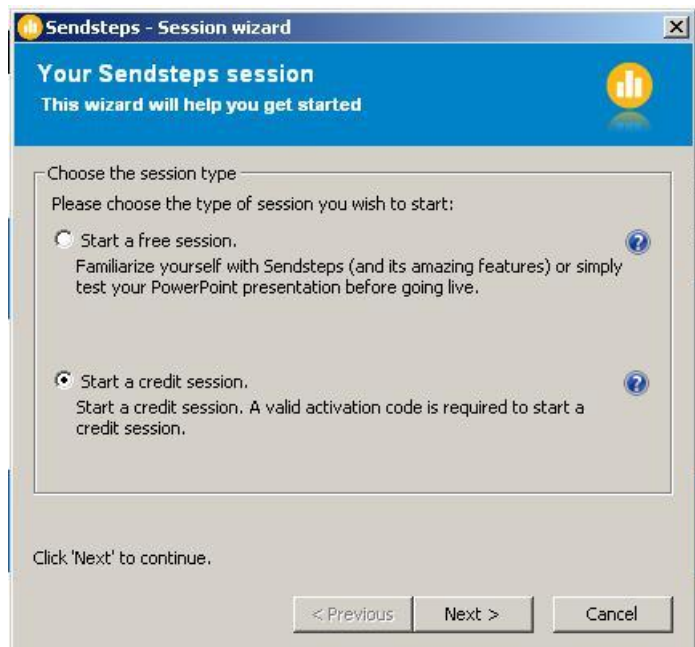 Sendsteps - Session wizard
Your Sendsteps session
This wizard will help you get started
Choose the session type
Please choose the type of session you wish to start:
Start a free session.
Familiarize yourself with Sendsteps (and its amazing features) or simply
test your PowerPoint presentation before going live.
Start a credit session.
Start a credit session. A valid activation code is required to start a
credit session.
Click 'Next' to continue.
< Previous Next > Cancel